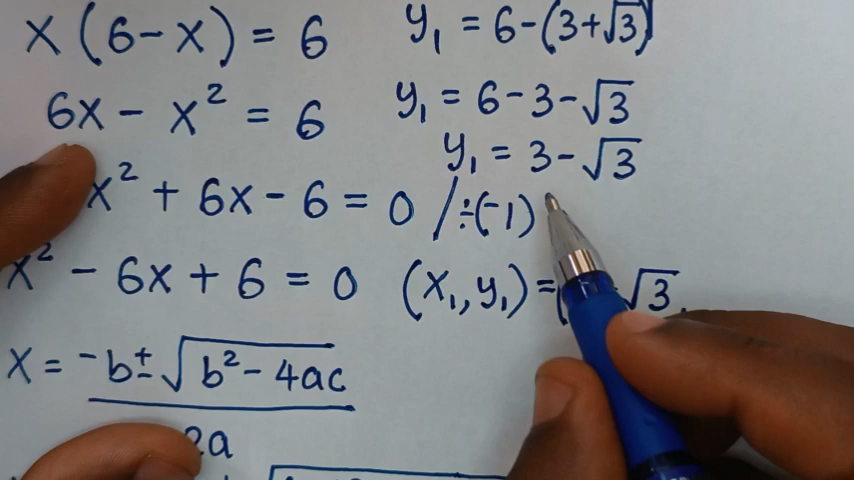 x(6-x) = 6
6x - x² = 6
x² + 6x - 6 = 0 /÷(-1)
x² - 6x + 6 = 0
x = -b ± √(b² - 4ac)
2a
y₁ = 6-(3+√3)
y₁ = 6-3-√3
y₁ = 3-√3
(x₁, y₁) = ( √3,